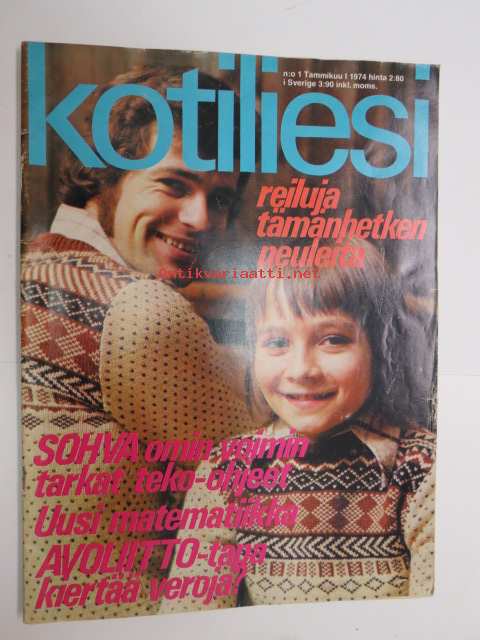 n:o 1 Tammikuu I 1974 hinta 2:80
i Sverige 3:90 inkl. moms.
kotiliesi
reiluja
tämänhetken
neuleita
Antikvariaatti.net
SOHVA omin voimin
tarkat teko-ohjeet
Uusi matematiikka
AVOLIITTO-tapa
kiertää veroja?